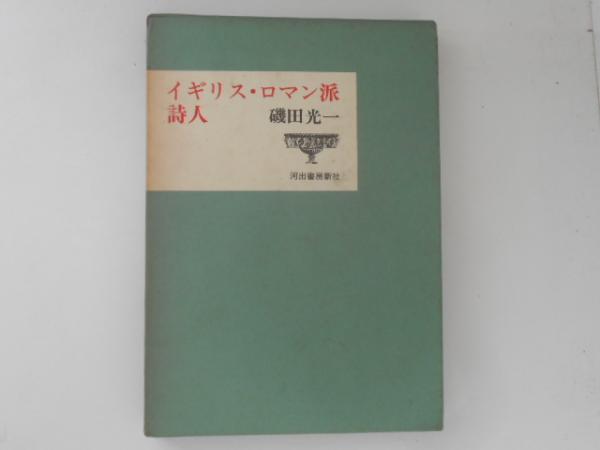 イギリス・ロマン派
詩人 磯田光一
河出書房新社